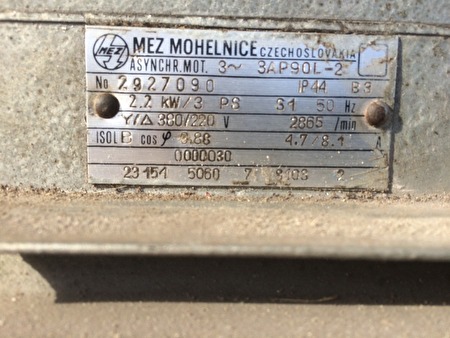 MEZ MEZ MOHELNICE CZECHOSLOVAKIA
ASYNCHR. MOT. 3~ 3AP90L-2
No 2927090 IP44 B3
2.2 kW/3 PS S1 50 Hz
Y/Δ 380/220 V 2865 /min
ISOL B cos φ 0.88 4.7/8.1 A
0000030
23 154 5060 7 2